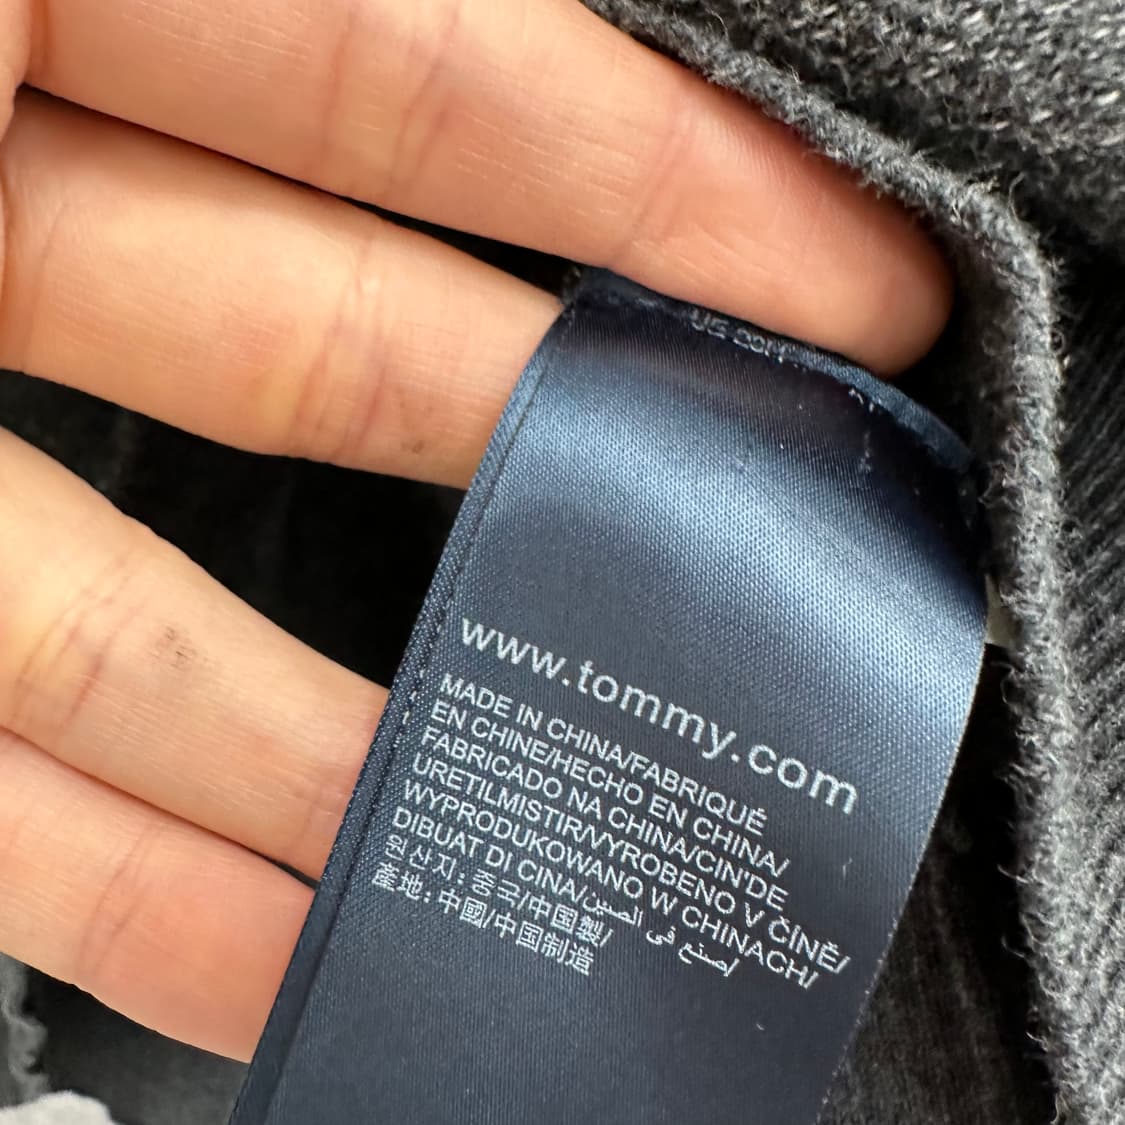 www.tommy.com
MADE IN CHINA/FABRIQUÉ
EN CHINE/HECHO EN CHINA/
FABRICADO NA CHINA/CIN'DE
URETILMISTIR/VYROBENO V ČÍNĚ/
WYPRODUKOWANO W CHINACH/
DIBUAT DI CINA/صنع في الصين/
원산지: 중국/中国製/
產地: 中國/中国制造